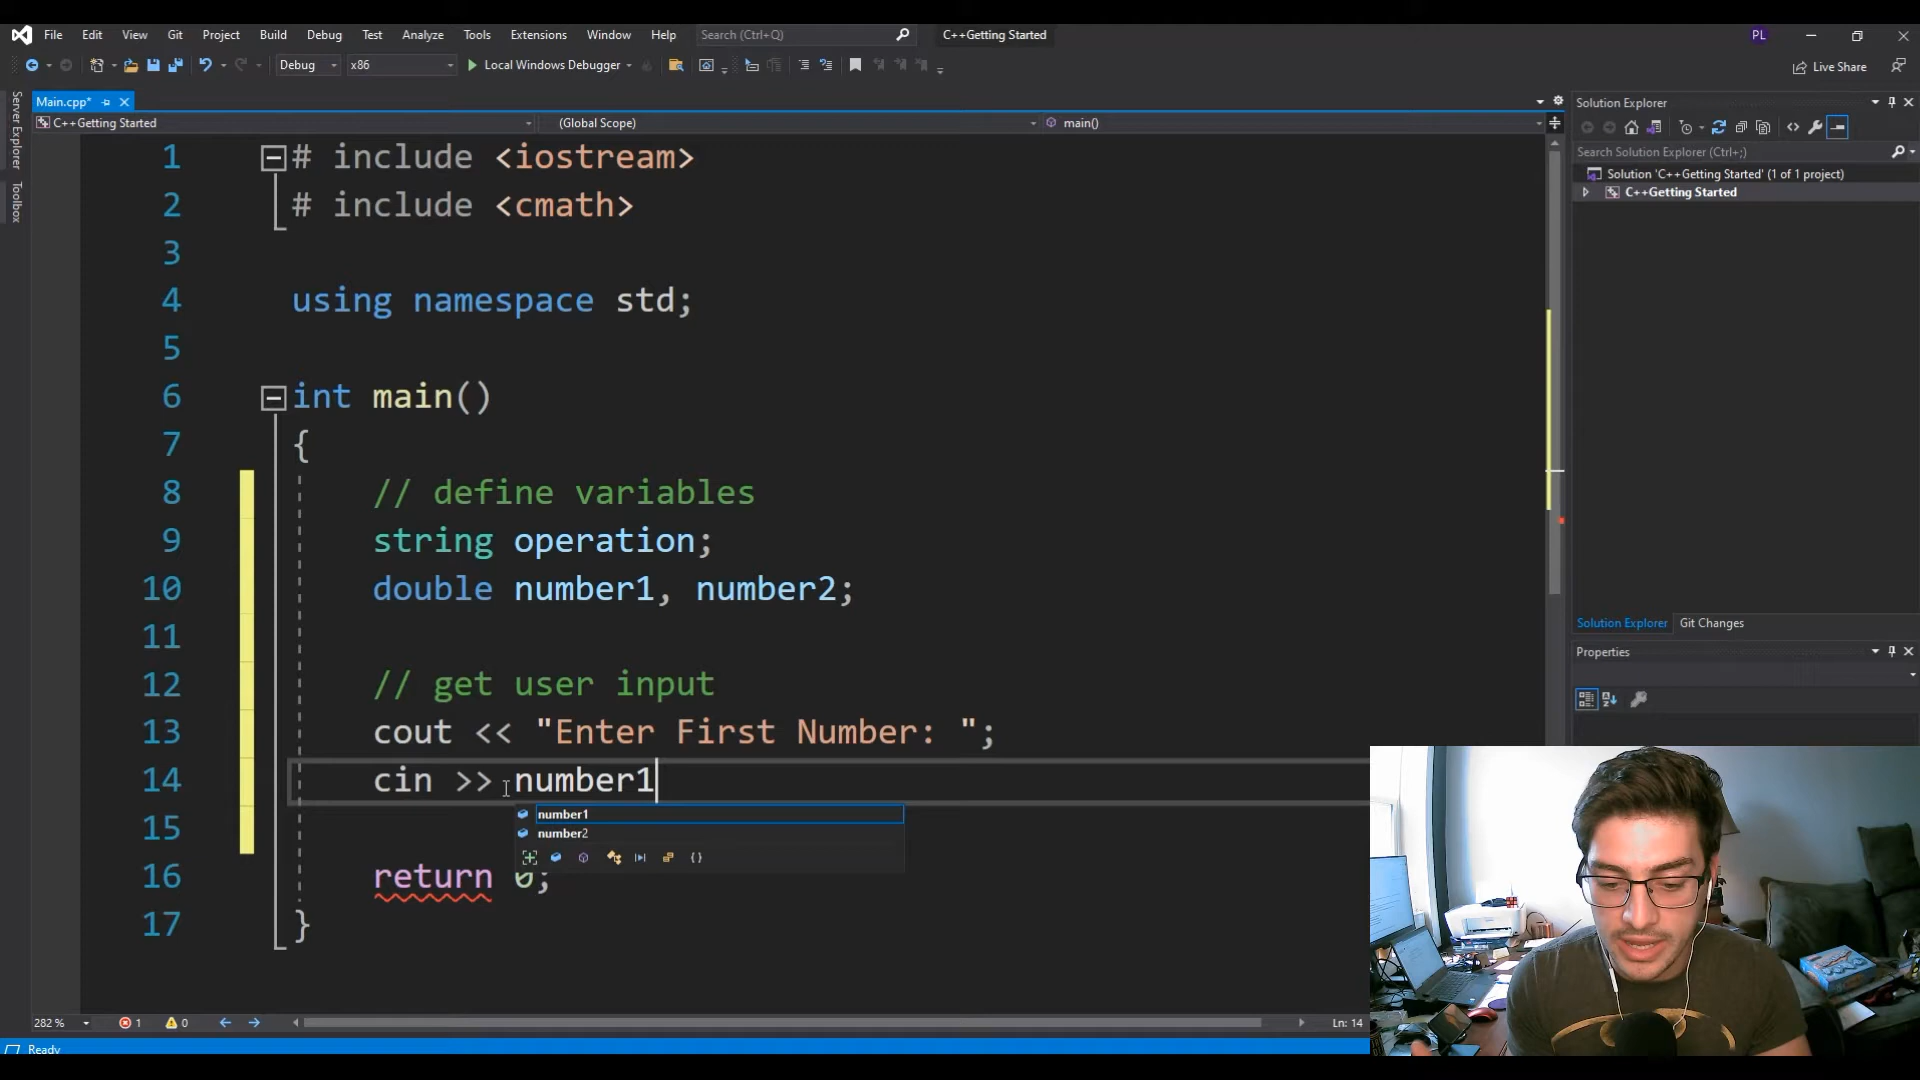 File Edit View Git Project Build Debug Test Analyze Tools Extensions Window Help Search (Ctrl+Q) C++Getting Started PL
Debug x86 Local Windows Debugger Live Share
Main.cpp*
C++Getting Started (Global Scope) main()
Server Explorer
Toolbox
1 # include <iostream>
2 # include <cmath>
3
4 using namespace std;
5
6 int main()
7 {
8 // define variables
9 string operation;
10 double number1, number2;
11
12 // get user input
13 cout << "Enter First Number: ";
14 cin >> number1
number1
number2
15
16 return 0;
17 }
282 % 1 0 Ln: 14
Ready
Solution Explorer
Search Solution Explorer (Ctrl+;)
Solution 'C++Getting Started' (1 of 1 project)
C++Getting Started
Solution Explorer Git Changes
Properties